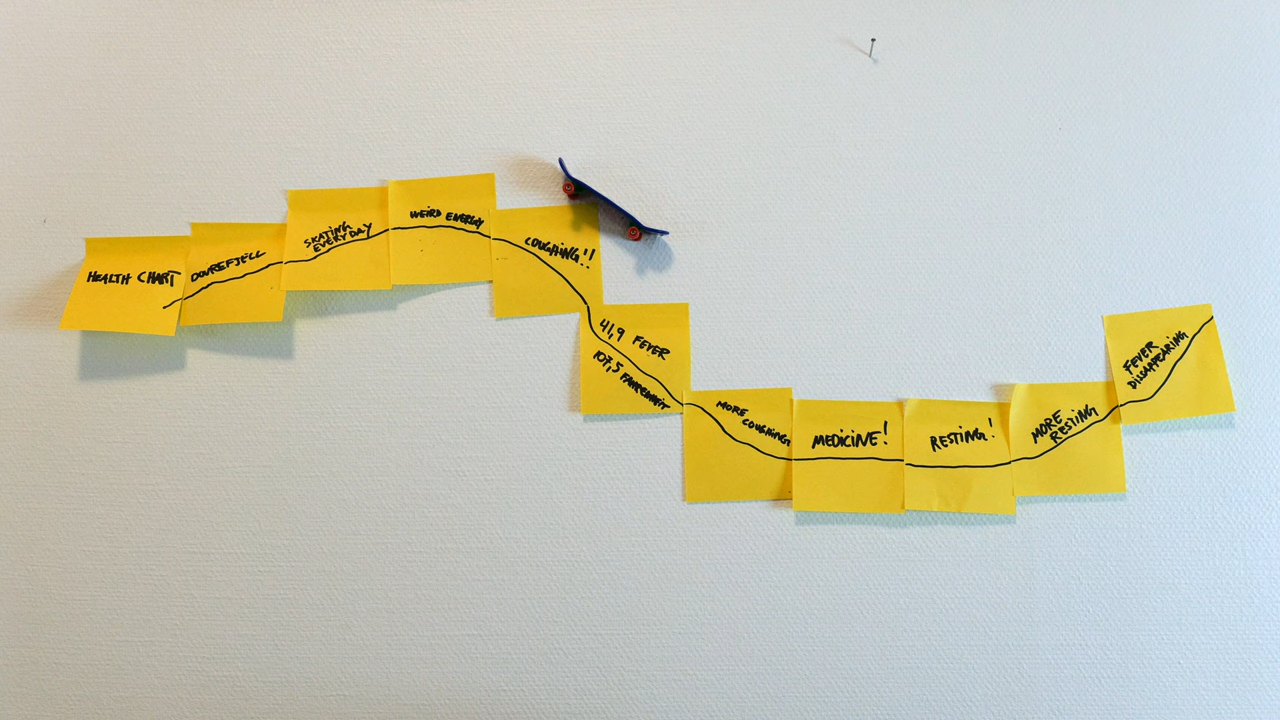 HEALTH CHART
DOVREFJELL
SKATING
EVERYDAY
WEIRD ENERGY
COUGHING!!
41,9 FEVER
107,5 FAHRENHEIT
MORE
COUGHING
MEDICINE!
RESTING!
MORE
RESTING
FEVER
DISSAPEARING